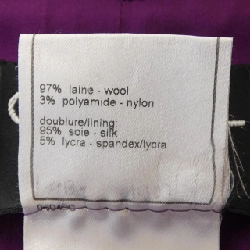 97% laine - wool
3% polyamide - nylon
doublure/lining:
95% soie - silk
5% lycra - spandex/lycra